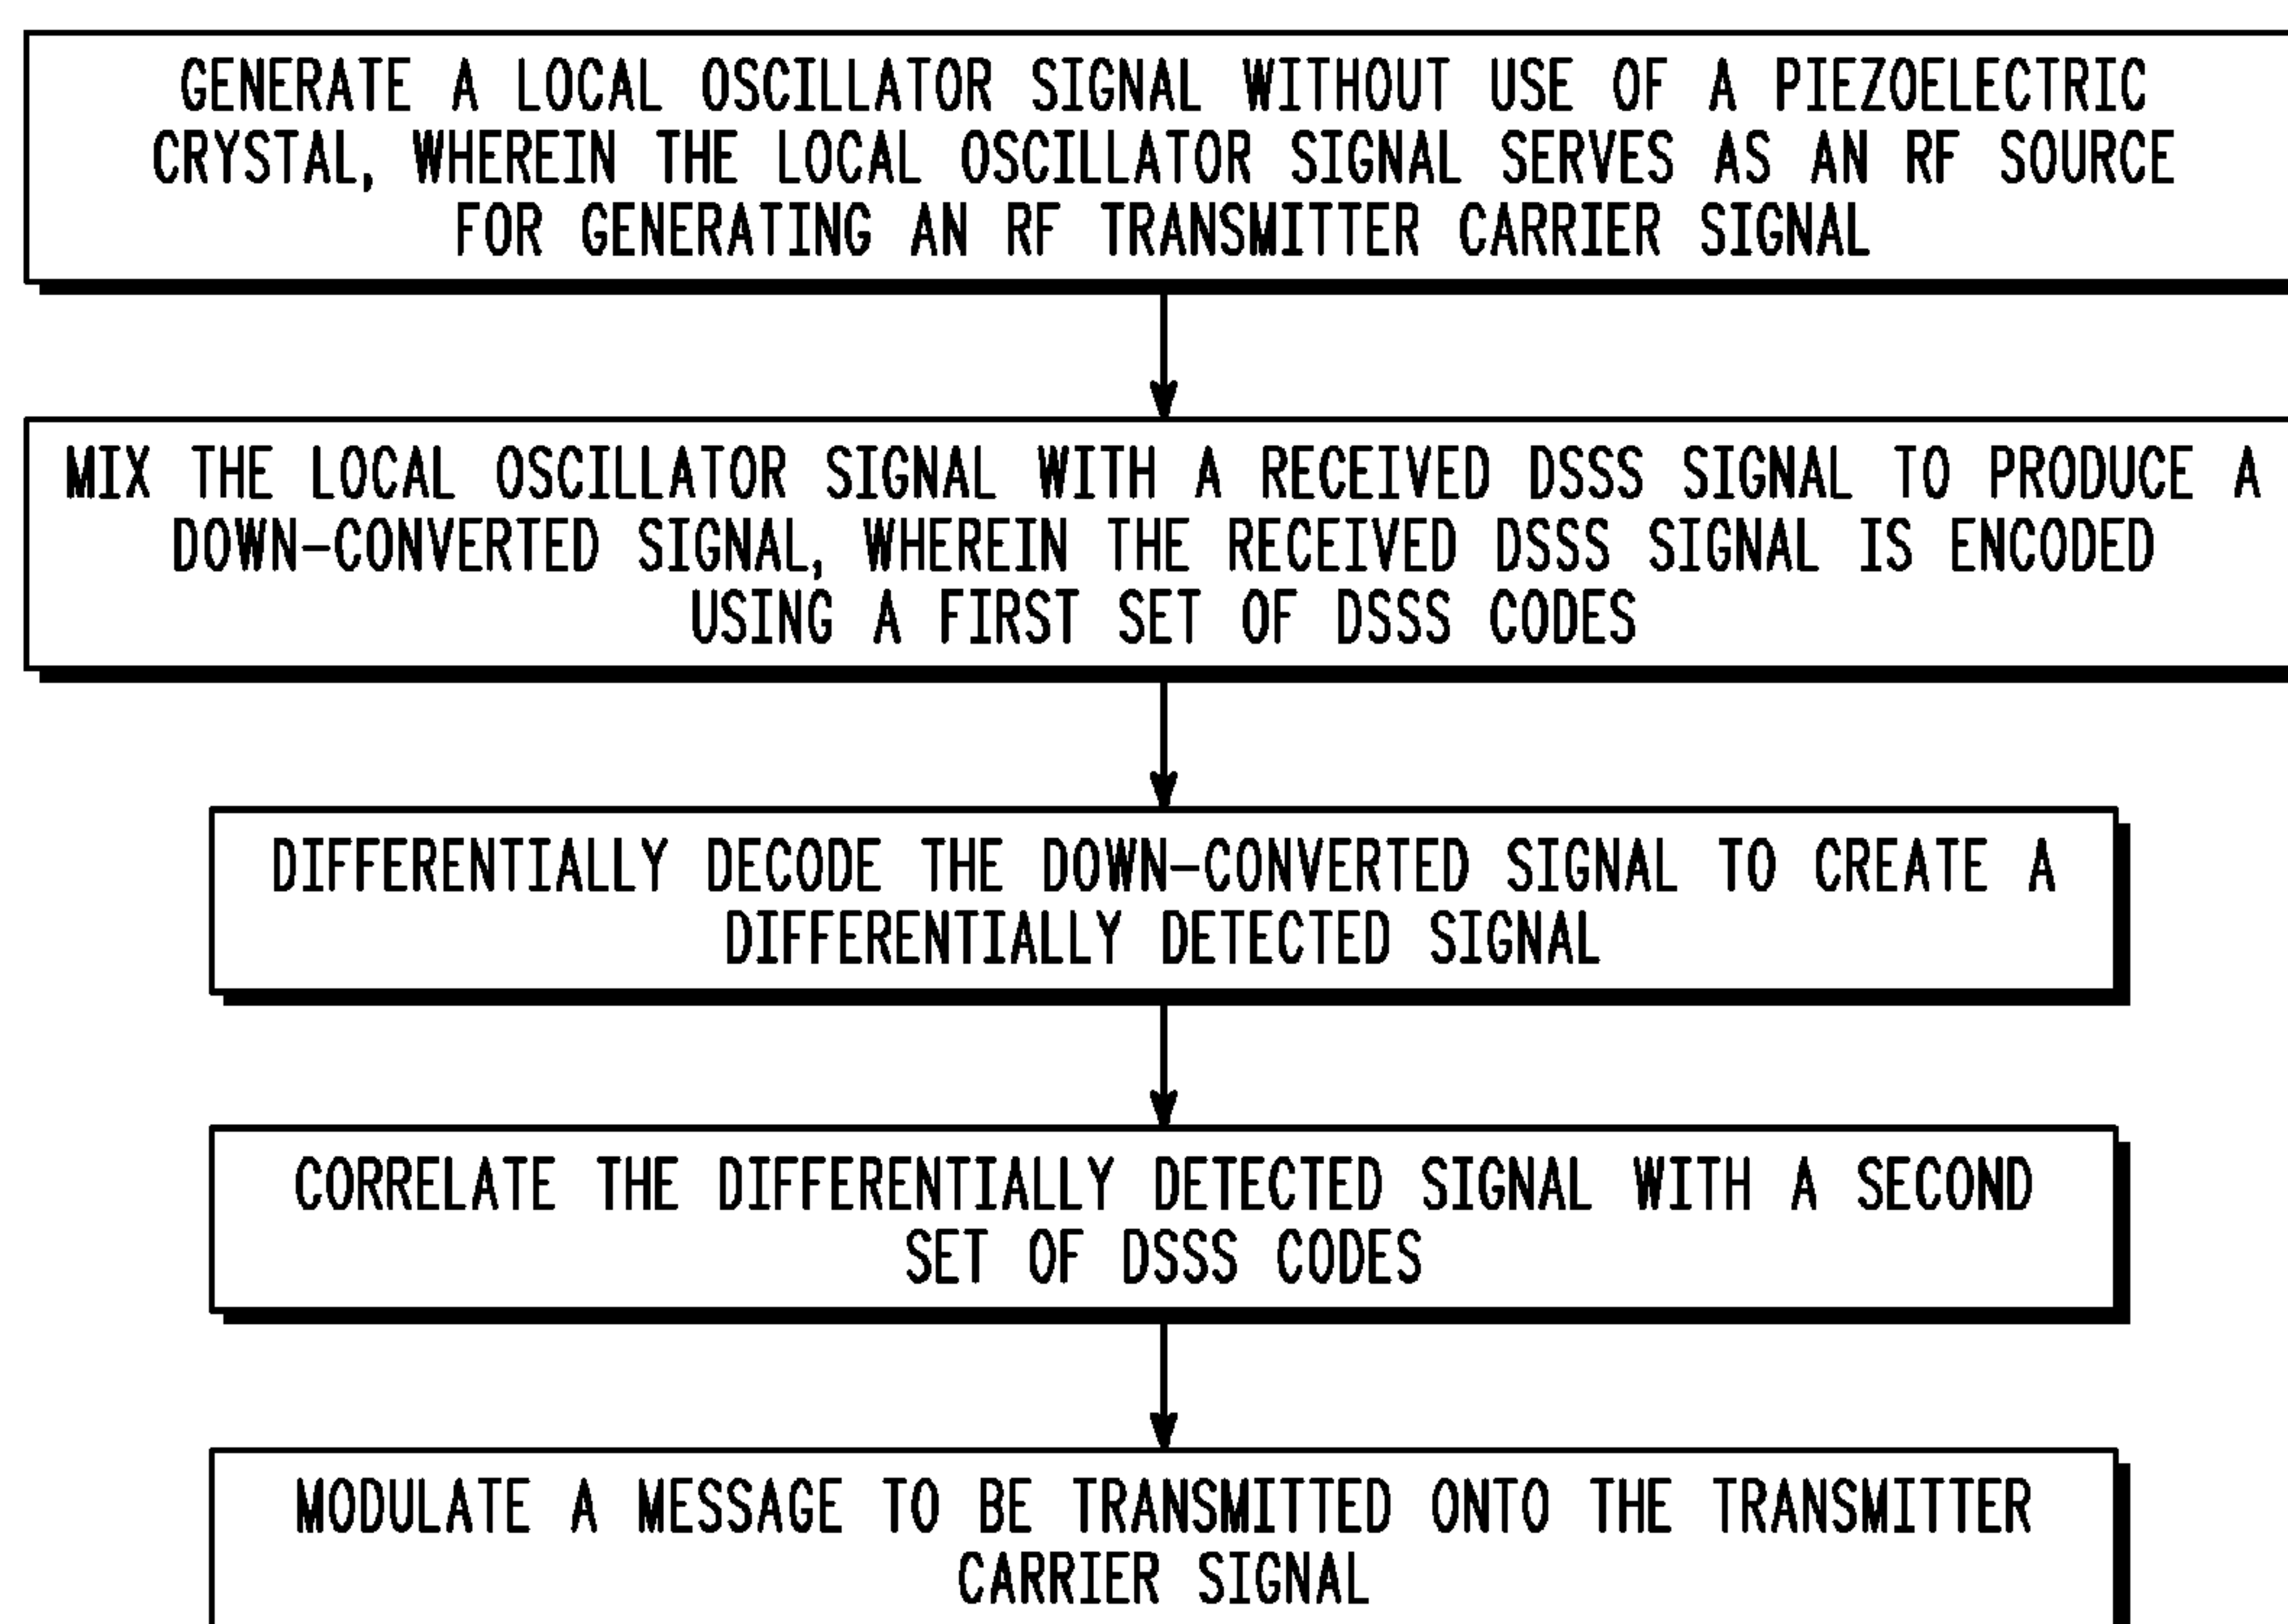 GENERATE A LOCAL OSCILLATOR SIGNAL WITHOUT USE OF A PIEZOELECTRIC
CRYSTAL, WHEREIN THE LOCAL OSCILLATOR SIGNAL SERVES AS AN RF SOURCE
FOR GENERATING AN RF TRANSMITTER CARRIER SIGNAL
MIX THE LOCAL OSCILLATOR SIGNAL WITH A RECEIVED DSSS SIGNAL TO PRODUCE A
DOWN-CONVERTED SIGNAL, WHEREIN THE RECEIVED DSSS SIGNAL IS ENCODED
USING A FIRST SET OF DSSS CODES
DIFFERENTIALLY DECODE THE DOWN-CONVERTED SIGNAL TO CREATE A
DIFFERENTIALLY DETECTED SIGNAL
CORRELATE THE DIFFERENTIALLY DETECTED SIGNAL WITH A SECOND
SET OF DSSS CODES
MODULATE A MESSAGE TO BE TRANSMITTED ONTO THE TRANSMITTER
CARRIER SIGNAL